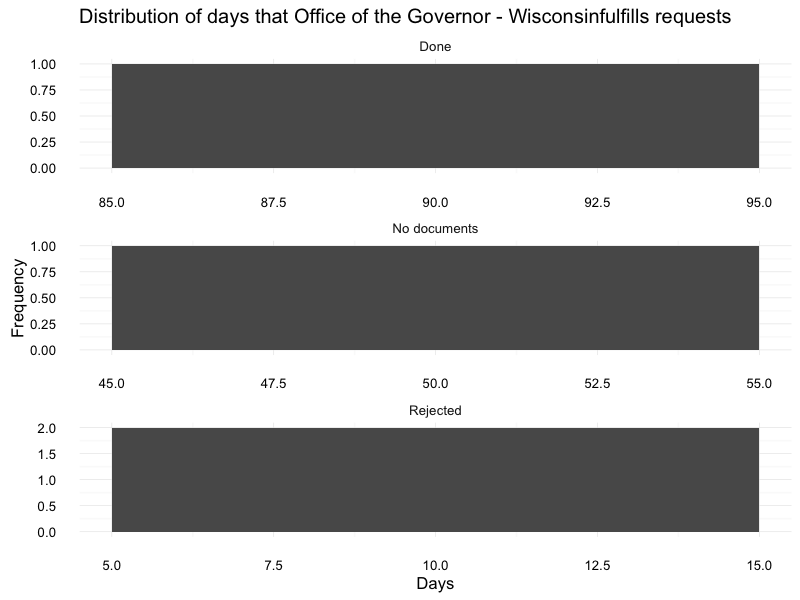 Distribution of days that Office of the Governor - Wisconsinfulfills requests
Done
1.00
0.75
0.50
0.25
0.00
85.0 87.5 90.0 92.5 95.0
No documents
1.00
0.75
0.50
0.25
0.00
45.0 47.5 50.0 52.5 55.0
Frequency
Rejected
2.0
1.5
1.0
0.5
0.0
5.0 7.5 10.0 12.5 15.0
Days